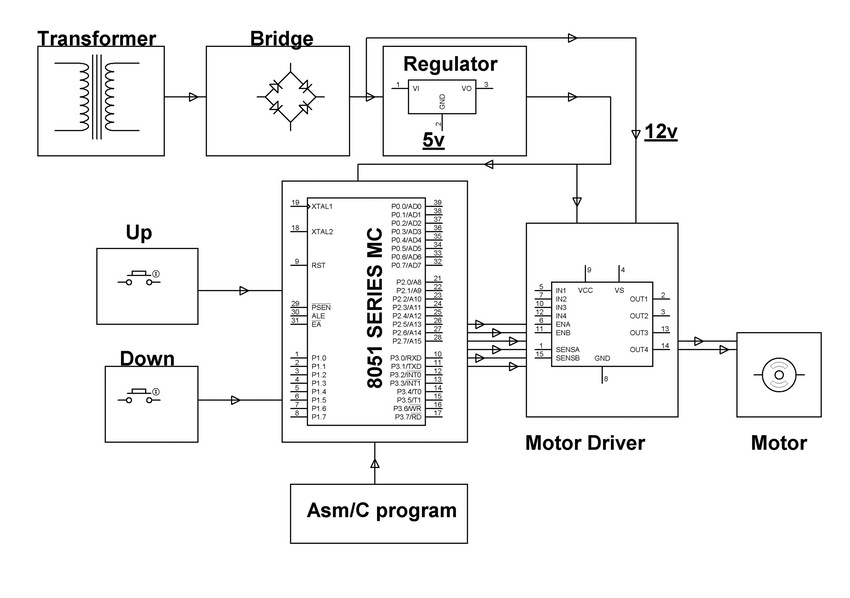 Transformer
Bridge
Regulator
1
VI
VO
3
GND
2
5v
12v
Up
Down
8051 SERIES MC
19
XTAL1
18
XTAL2
9
RST
29
PSEN
30
ALE
31
EA
1
P1.0
2
P1.1
3
P1.2
4
P1.3
5
P1.4
6
P1.5
7
P1.6
8
P1.7
P0.0/AD0
39
P0.1/AD1
38
P0.2/AD2
37
P0.3/AD3
36
P0.4/AD4
35
P0.5/AD5
34
P0.6/AD6
33
P0.7/AD7
32
P2.0/A8
21
P2.1/A9
22
P2.2/A10
23
P2.3/A11
24
P2.4/A12
25
P2.5/A13
26
P2.6/A14
27
P2.7/A15
28
P3.0/RXD
10
P3.1/TXD
11
P3.2/INT0
12
P3.3/INT1
13
P3.4/T0
14
P3.5/T1
15
P3.6/WR
16
P3.7/RD
17
9
4
VCC
VS
5
IN1
7
IN2
10
IN3
12
IN4
6
ENA
11
ENB
1
SENSA
15
SENSB
OUT1
2
OUT2
3
OUT3
13
OUT4
14
GND
8
Motor Driver
Motor
Asm/C program